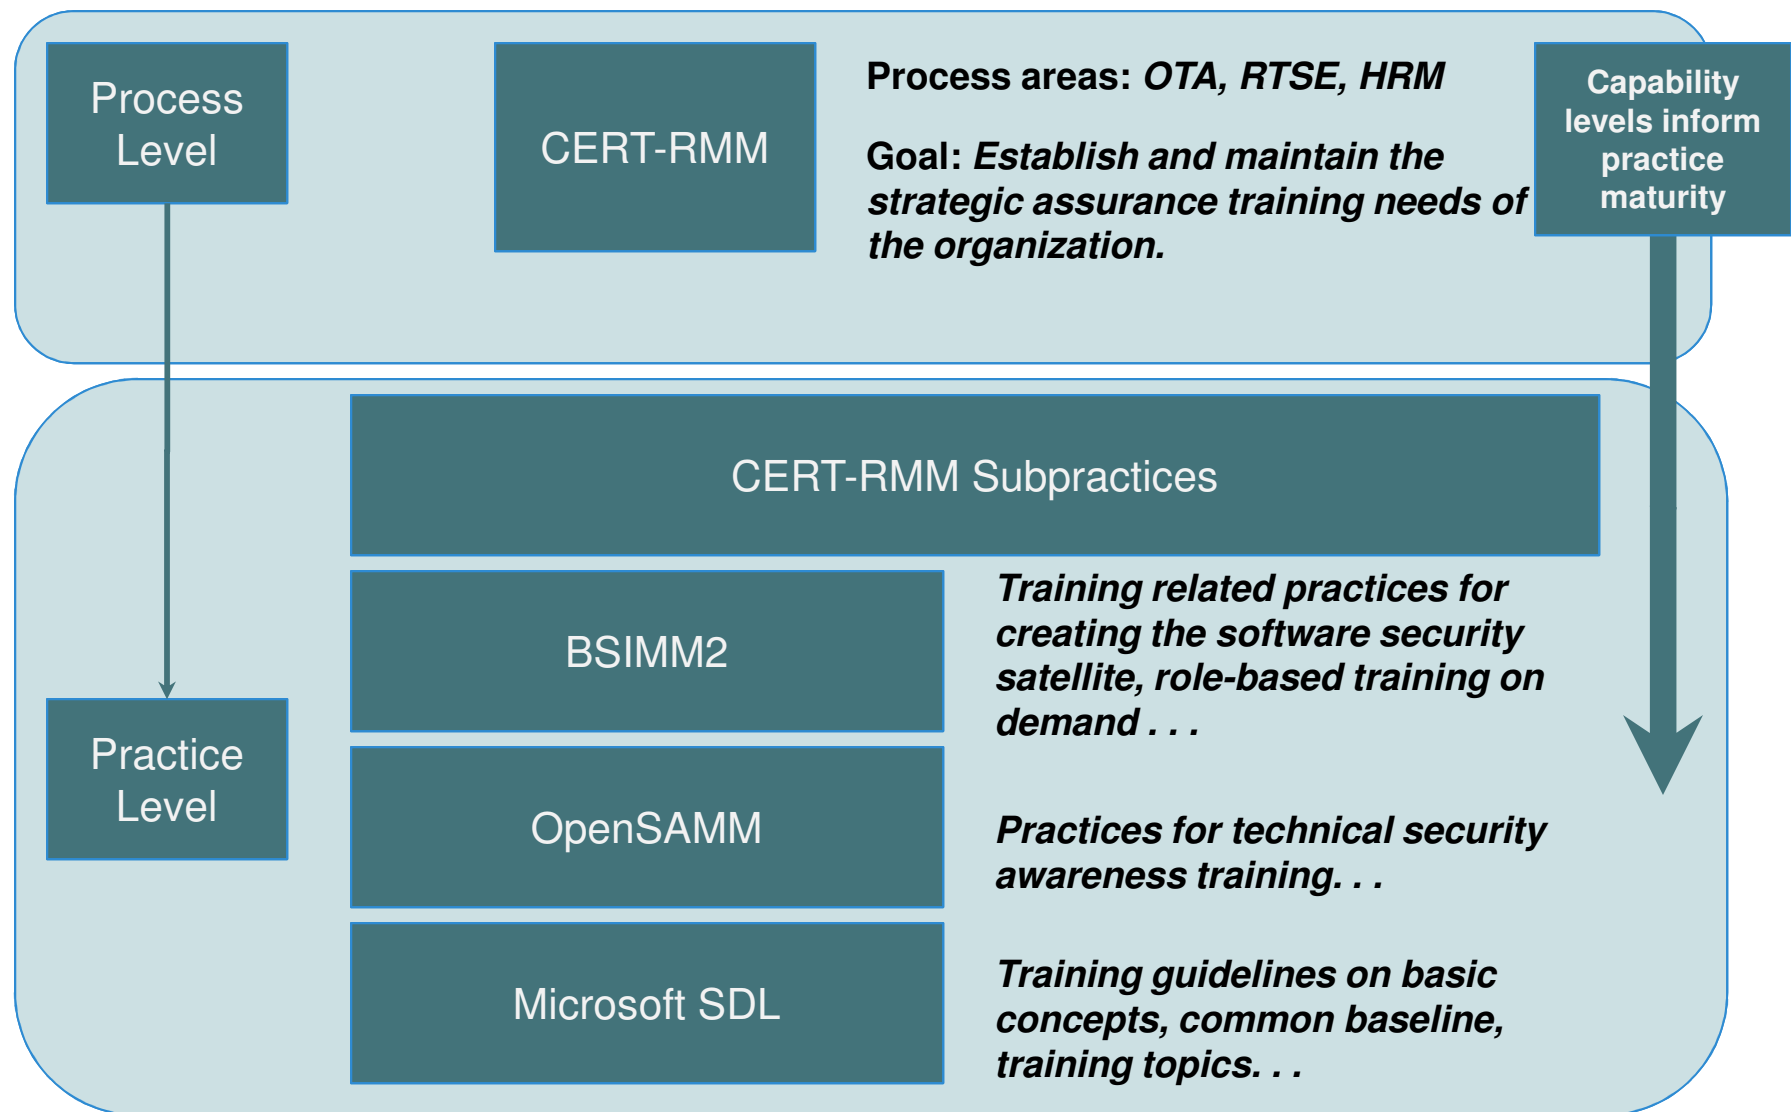 Process
Level
CERT-RMM
Process areas: OTA, RTSE, HRM
Goal: Establish and maintain the
strategic assurance training needs of
the organization.
Capability
levels inform
practice
maturity
CERT-RMM Subpractices
Practice
Level
BSIMM2
Training related practices for
creating the software security
satellite, role-based training on
demand . . .
OpenSAMM
Practices for technical security
awareness training. . .
Microsoft SDL
Training guidelines on basic
concepts, common baseline,
training topics. . .